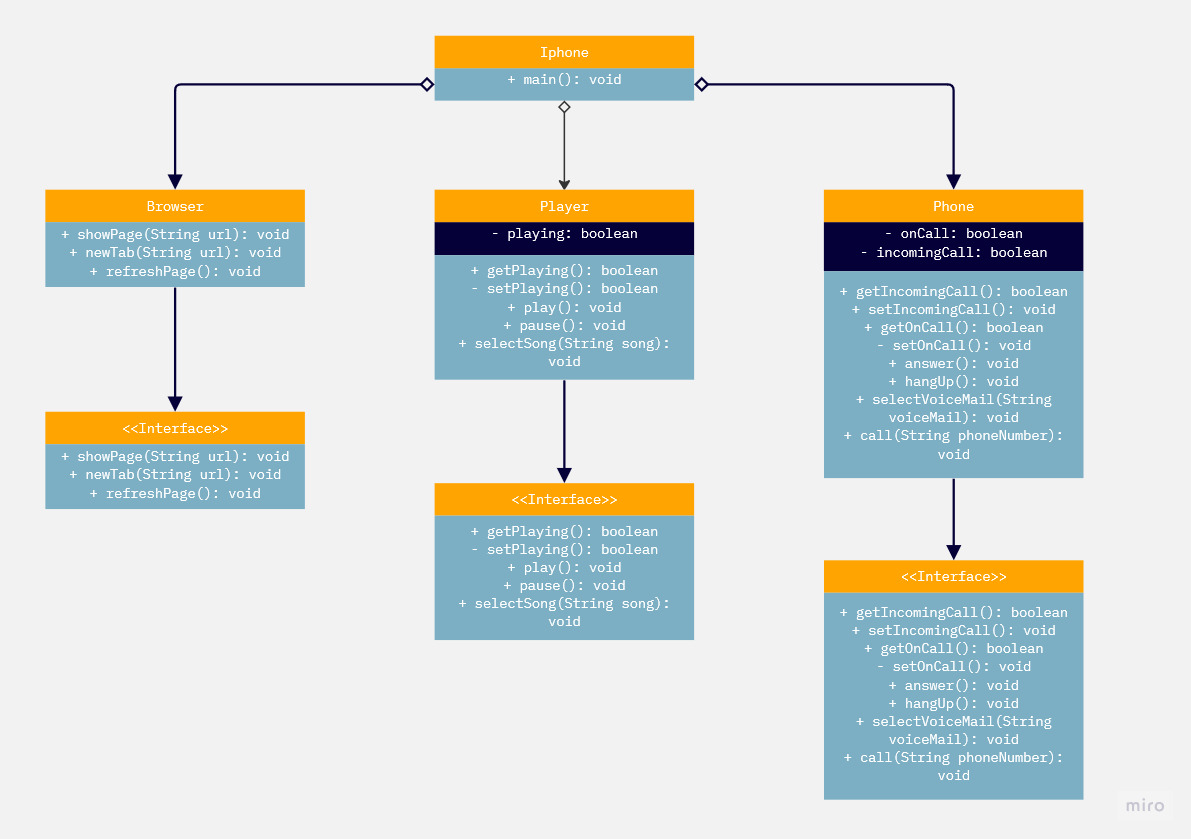 Iphone
+ main(): void
Browser
+ showPage(String url): void
+ newTab(String url): void
+ refreshPage(): void
Player
- playing: boolean
+ getPlaying(): boolean
- setPlaying(): boolean
+ play(): void
+ pause(): void
+ selectSong(String song):
void
Phone
- onCall: boolean
- incomingCall: boolean
+ getIncomingCall(): boolean
+ setIncomingCall(): void
+ getOnCall(): boolean
- setOnCall(): void
+ answer(): void
+ hangUp(): void
+ selectVoiceMail(String
voiceMail): void
+ call(String phoneNumber):
void
<<Interface>>
+ showPage(String url): void
+ newTab(String url): void
+ refreshPage(): void
<<Interface>>
+ getPlaying(): boolean
- setPlaying(): boolean
+ play(): void
+ pause(): void
+ selectSong(String song):
void
<<Interface>>
+ getIncomingCall(): boolean
+ setIncomingCall(): void
+ getOnCall(): boolean
- setOnCall(): void
+ answer(): void
+ hangUp(): void
+ selectVoiceMail(String
voiceMail): void
+ call(String phoneNumber):
void
miro